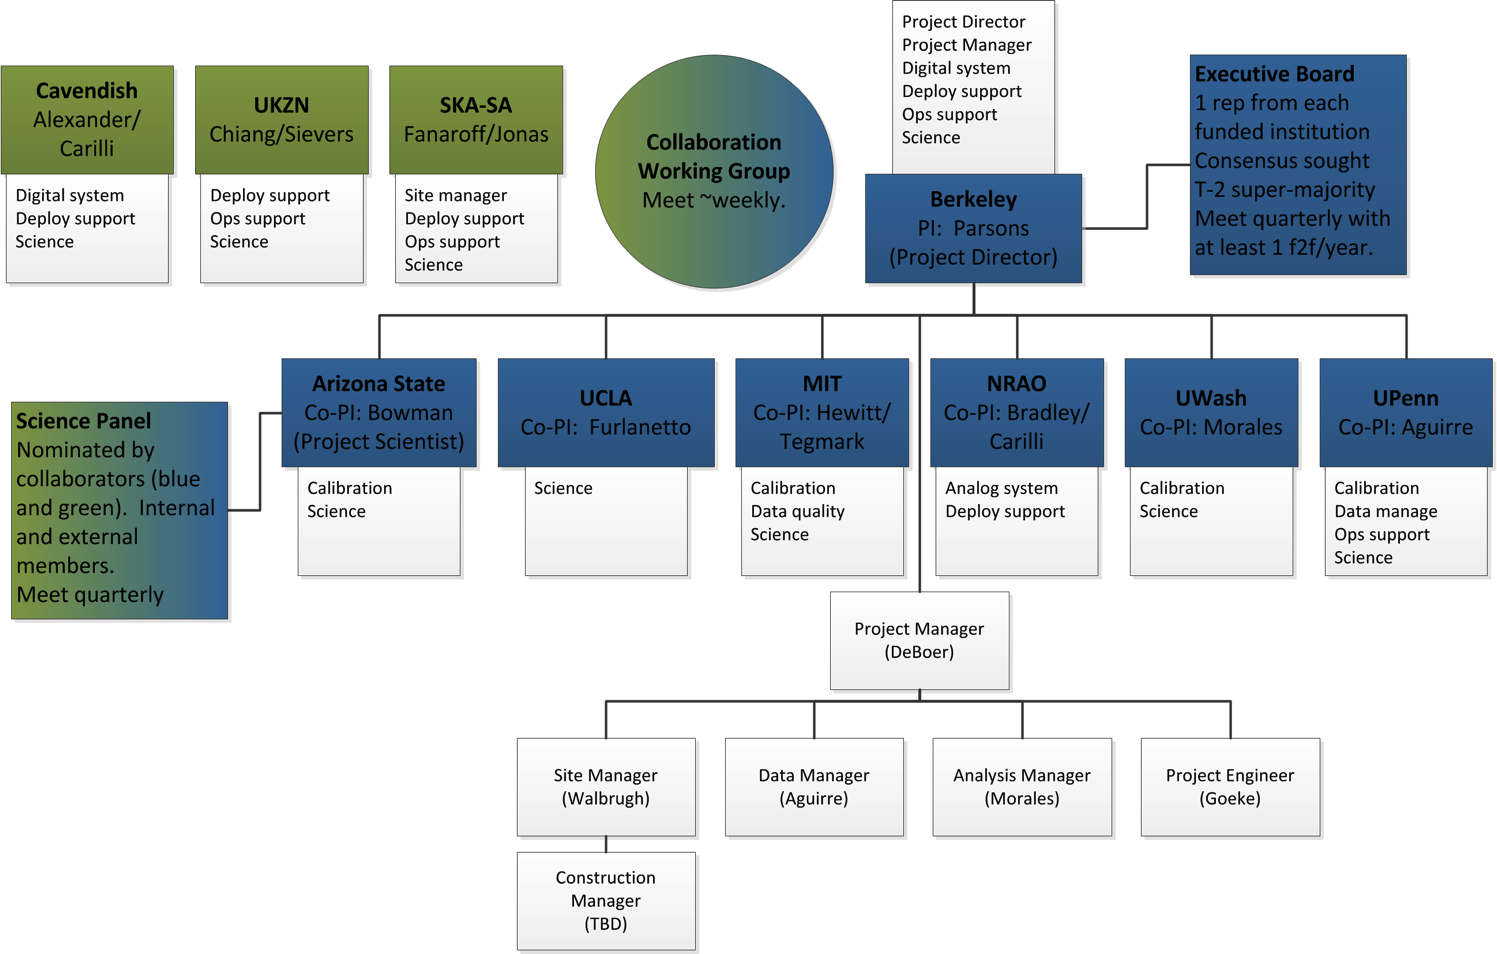 Project Director
Project Manager
Digital system
Deploy support
Ops support
Science
Cavendish
Alexander/
Carilli
Digital system
Deploy support
Science
UKZN
Chiang/Sievers
Deploy support
Ops support
Science
SKA-SA
Fanaroff/Jonas
Site manager
Deploy support
Ops support
Science
Collaboration
Working Group
Meet ~weekly.
Berkeley
PI:  Parsons
(Project Director)
Executive Board
1 rep from each
funded institution
Consensus sought
T-2 super-majority
Meet quarterly with
at least 1 f2f/year.
Science Panel
Nominated by
collaborators (blue
and green).  Internal
and external
members.
Meet quarterly
Arizona State
Co-PI: Bowman
(Project Scientist)
Calibration
Science
UCLA
Co-PI:  Furlanetto
Science
MIT
Co-PI: Hewitt/
Tegmark
Calibration
Data quality
Science
NRAO
Co-PI: Bradley/
Carilli
Analog system
Deploy support
UWash
Co-PI: Morales
Calibration
Science
UPenn
Co-PI: Aguirre
Calibration
Data manage
Ops support
Science
Project Manager
(DeBoer)
Site Manager
(Walbrugh)
Data Manager
(Aguirre)
Analysis Manager
(Morales)
Project Engineer
(Goeke)
Construction
Manager
(TBD)